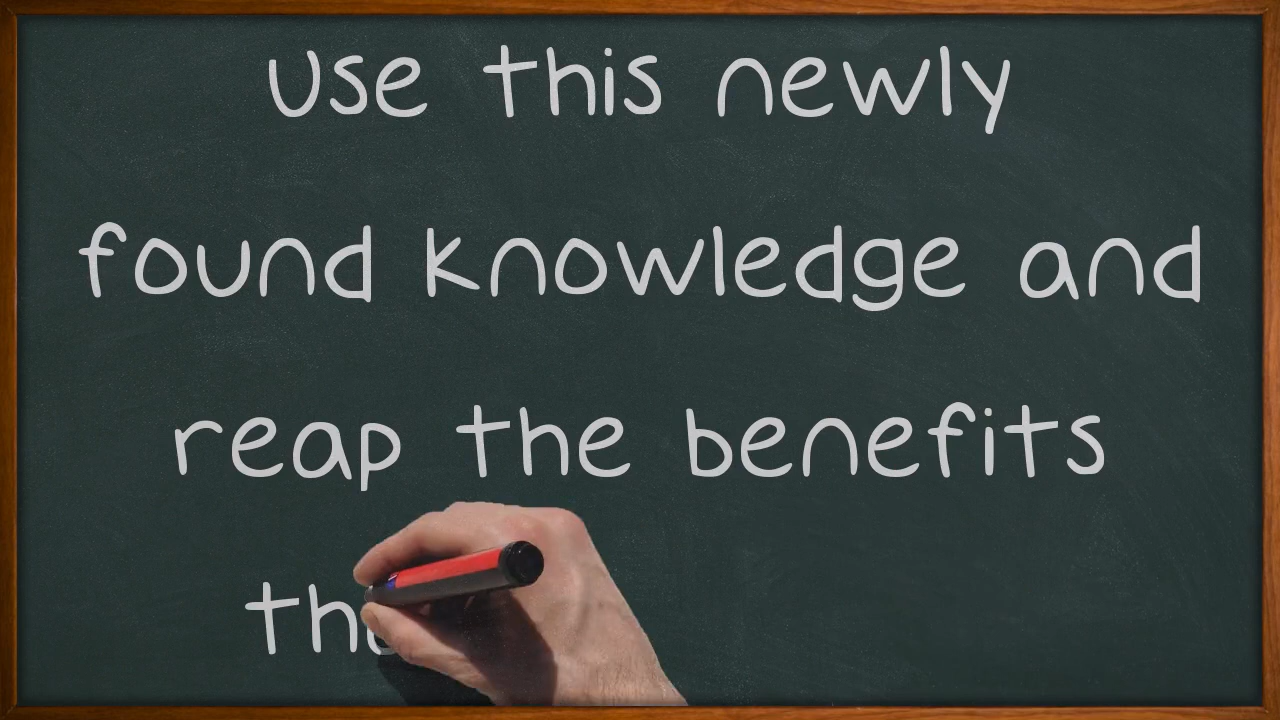 Use this newly
found knowledge and
reap the benefits